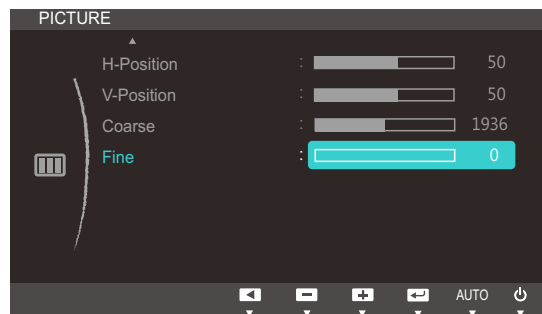 PICTURE
H-Position : 50
V-Position : 50
Coarse : 1936
Fine : 0
AUTO